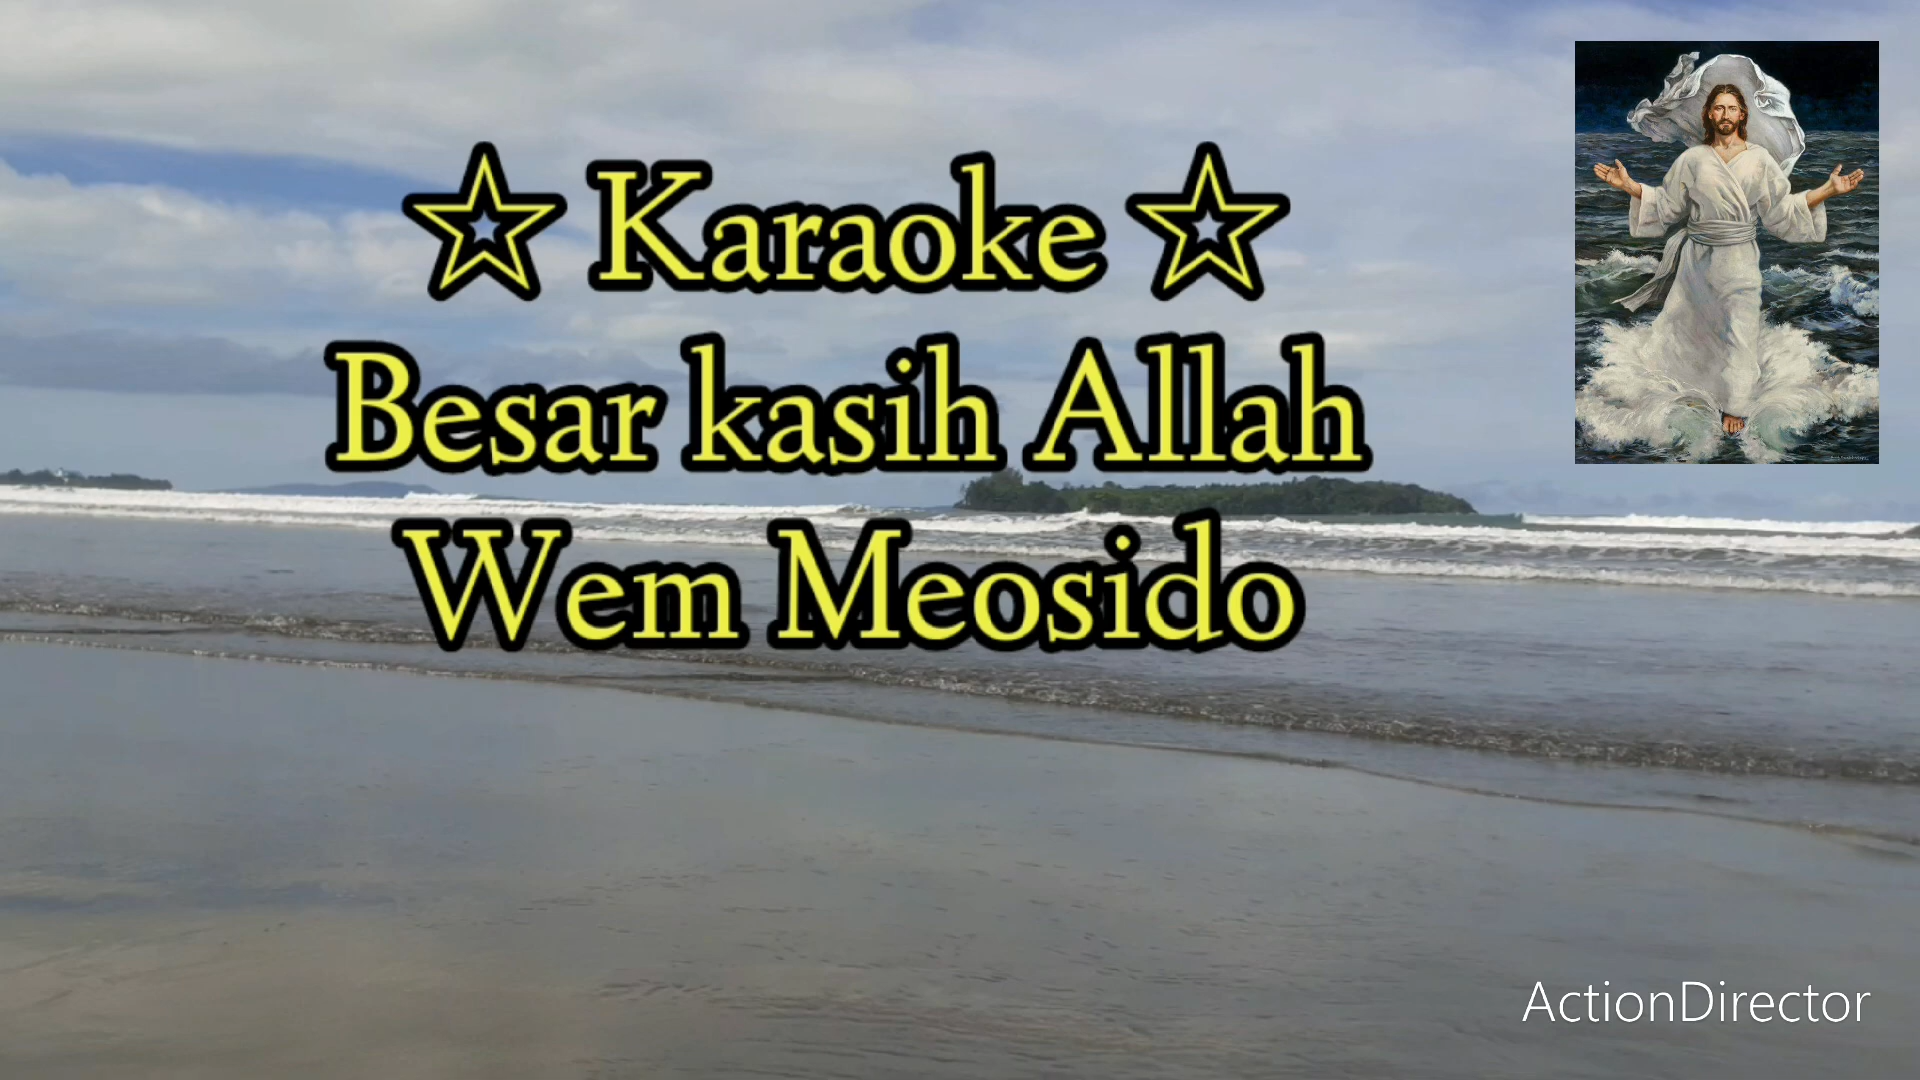 ☆ Karaoke ☆
Besar kasih Allah
Wem Meosido
ActionDirector